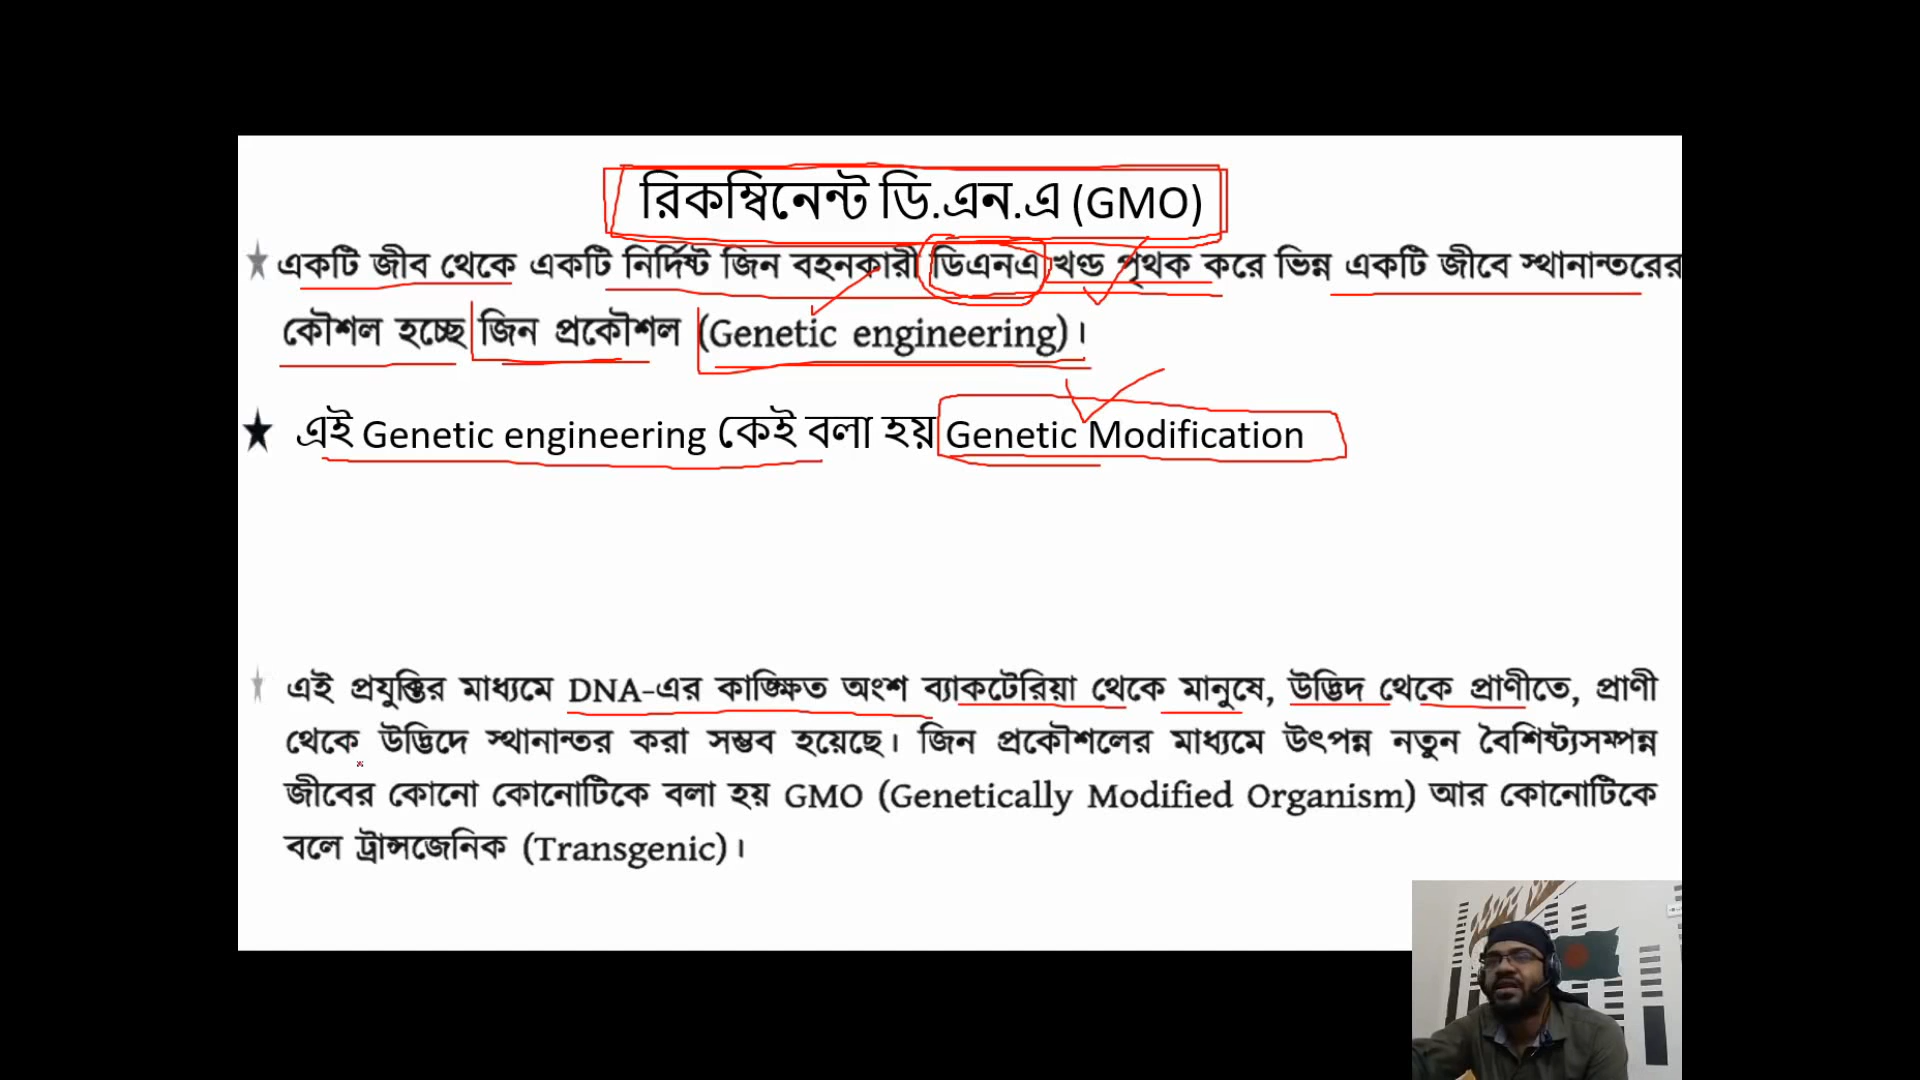 রিকম্বিনেন্ট ডি.এন.এ (GMO)
একটি জীব থেকে একটি নির্দিষ্ট জিন বহনকারী ডিএনএ খণ্ড পৃথক করে ভিন্ন একটি জীবে স্থানান্তরের
কৌশল হচ্ছে জিন প্রকৌশল (Genetic engineering)।
এই Genetic engineering কেই বলা হয় Genetic Modification
এই প্রযুক্তির মাধ্যমে DNA-এর কাঙ্ক্ষিত অংশ ব্যাকটেরিয়া থেকে মানুষে, উদ্ভিদ থেকে প্রাণীতে, প্রাণী
থেকে উদ্ভিদে স্থানান্তর করা সম্ভব হয়েছে। জিন প্রকৌশলের মাধ্যমে উৎপন্ন নতুন বৈশিষ্ট্যসম্পন্ন
জীবের কোনো কোনোটিকে বলা হয় GMO (Genetically Modified Organism) আর কোনোটিকে
বলে ট্রান্সজেনিক (Transgenic)।